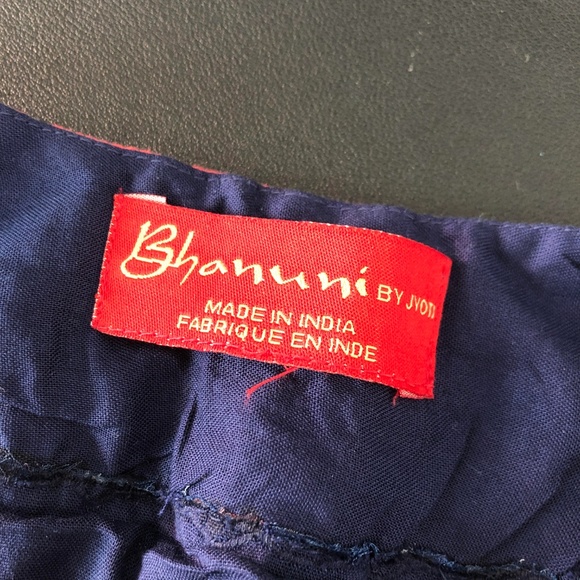 Bhanuni BY JYOTI
MADE IN INDIA
FABRIQUE EN INDE